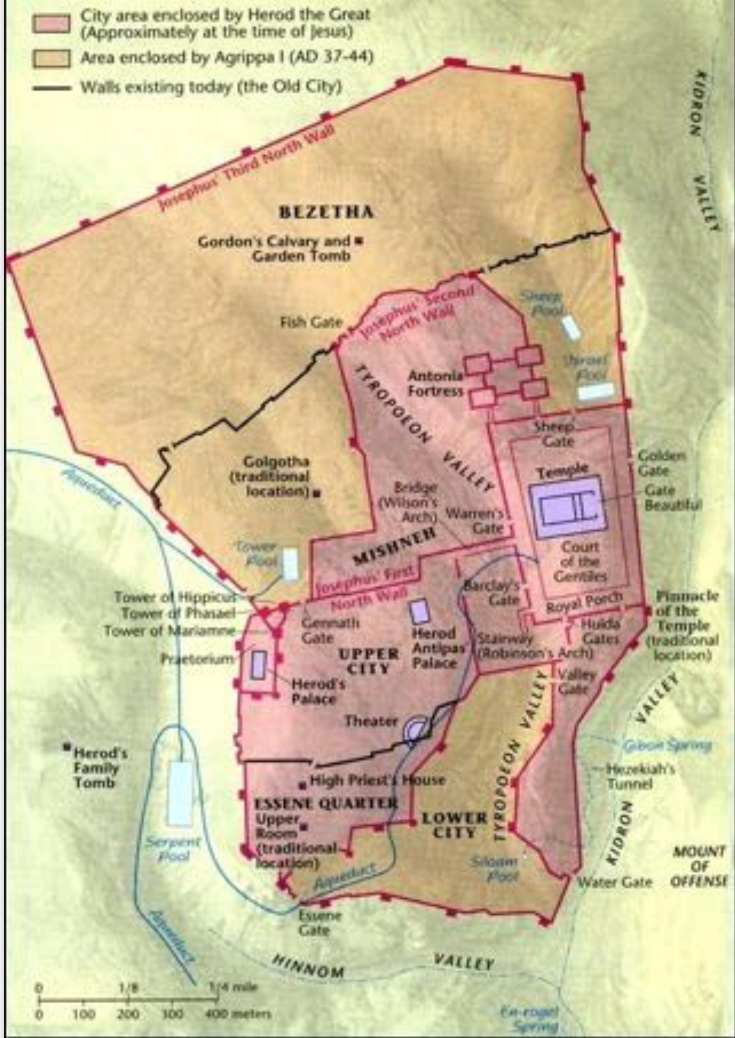 City area enclosed by Herod the Great
(Approximately at the time of Jesus)
Area enclosed by Agrippa I (AD 37-44)
Walls existing today (the Old City)
KIDRON
VALLEY
Josephus' Third North Wall
BEZETHA
Gordon's Calvary and
Garden Tomb
Fish Gate
Josephus' Second
North Wall
Sheep
Pool
Israel
Pool
Antonia
Fortress
TYROPOEON VALLEY
Sheep
Gate
Golgotha
(traditional
location)
Golden
Gate
Temple
Gate
Beautiful
Bridge
(Wilson's
Arch)
Warren's
Gate
Aqueduct
MISHNEH
Court
of the
Gentiles
Tower
Pool
Josephus' First
North Wall
Barclay's
Gate
Royal Porch
Pinnacle
of the
Temple
(traditional
location)
Tower of Hippicus
Tower of Phasael
Tower of Mariamne
Gennath
Gate
Herod
Antipas
Palace
Stairway
(Robinson's Arch)
Hulda
Gates
Praetorium
UPPER
CITY
Herod's
Palace
Valley
Gate
Theater
TYROPOEON VALLEY
KIDRON VALLEY
Gihon Spring
Herod's
Family
Tomb
High Priest's House
Hezekiah's
Tunnel
ESSENE QUARTER
Upper
Room
(traditional
location)
LOWER
CITY
Serpent
Pool
Siloam
Pool
MOUNT
OF
OFFENSE
Aqueduct
Water Gate
Essene
Gate
Aqueduct
HINNOM VALLEY
En-rogel
Spring
0 1/8 1/4 mile
0 100 200 300 400 meters